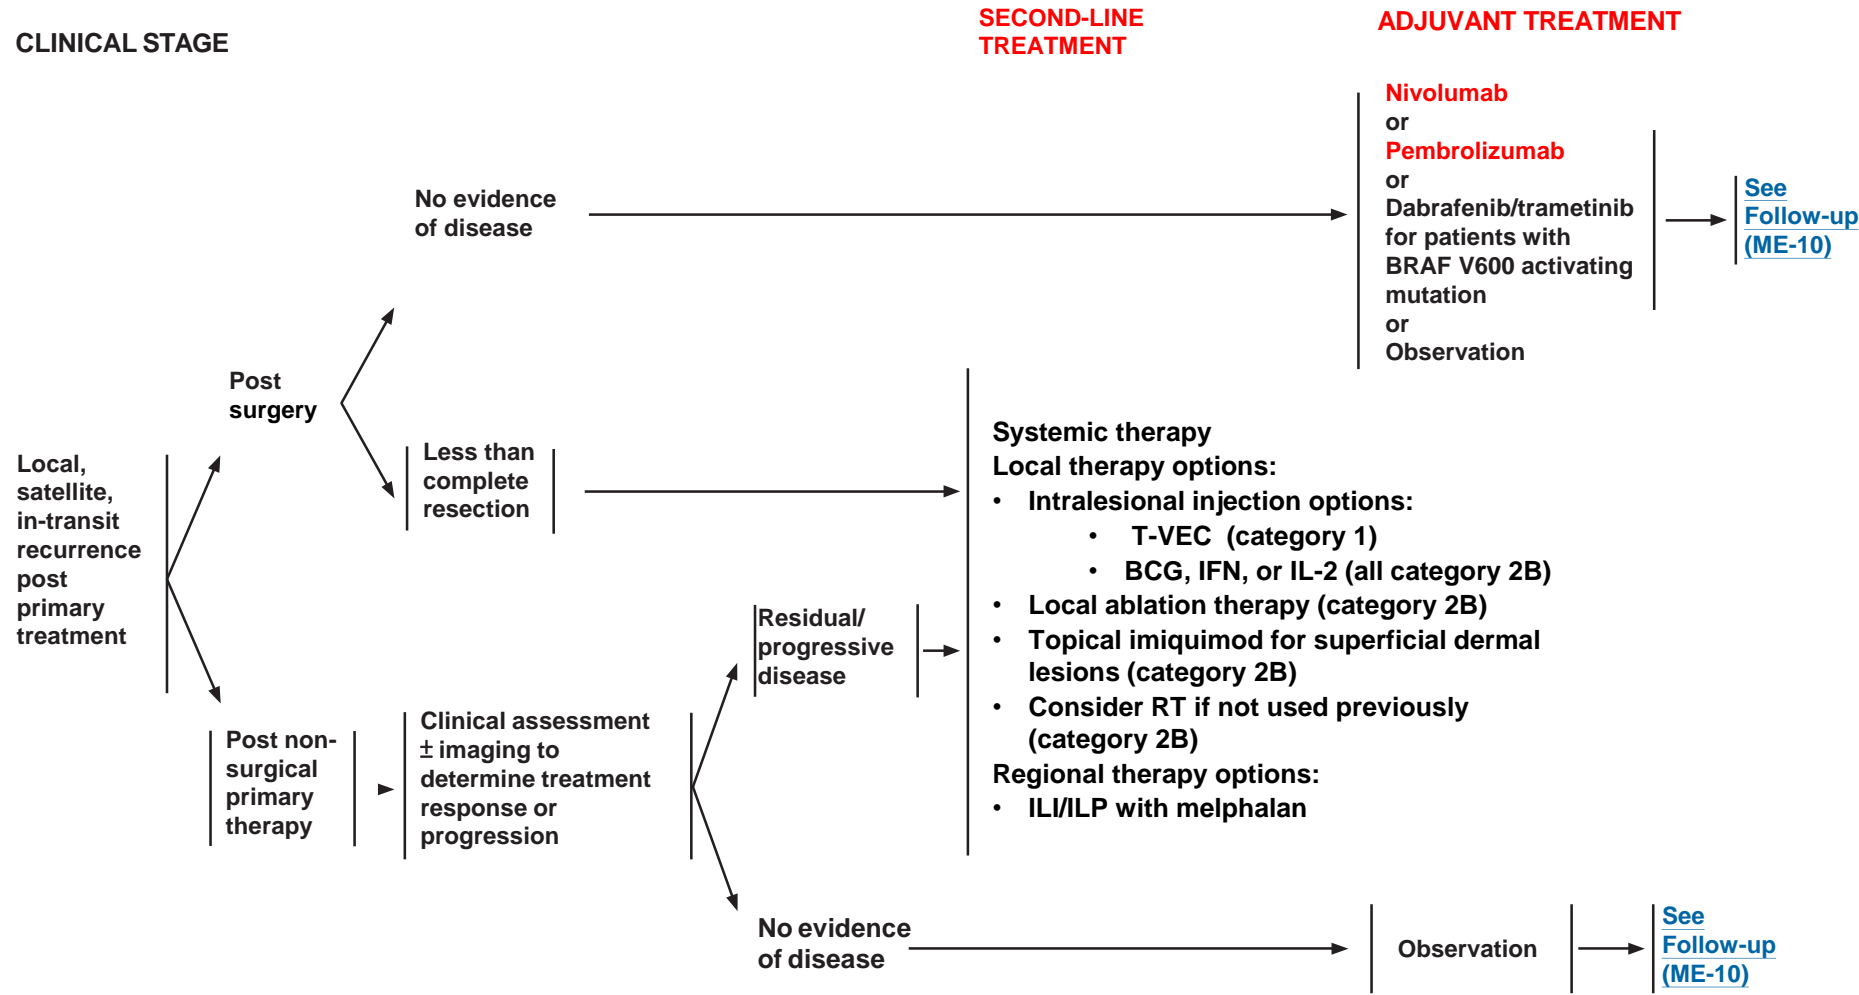 CLINICAL STAGE
SECOND-LINE
TREATMENT
ADJUVANT TREATMENT
Nivolumab
or
Pembrolizumab
or
Dabrafenib/trametinib
for patients with
BRAF V600 activating
mutation
or
Observation
See
Follow-up
(ME-10)
No evidence
of disease
Post
surgery
Less than
complete
resection
Local,
satellite,
in-transit
recurrence
post
primary
treatment
Systemic therapy
Local therapy options:
• Intralesional injection options:
• T-VEC (category 1)
• BCG, IFN, or IL-2 (all category 2B)
• Local ablation therapy (category 2B)
• Topical imiquimod for superficial dermal
lesions (category 2B)
• Consider RT if not used previously
(category 2B)
Regional therapy options:
• ILI/ILP with melphalan
Residual/
progressive
disease
Post non-
surgical
primary
therapy
Clinical assessment
± imaging to
determine treatment
response or
progression
No evidence
of disease
Observation
See
Follow-up
(ME-10)